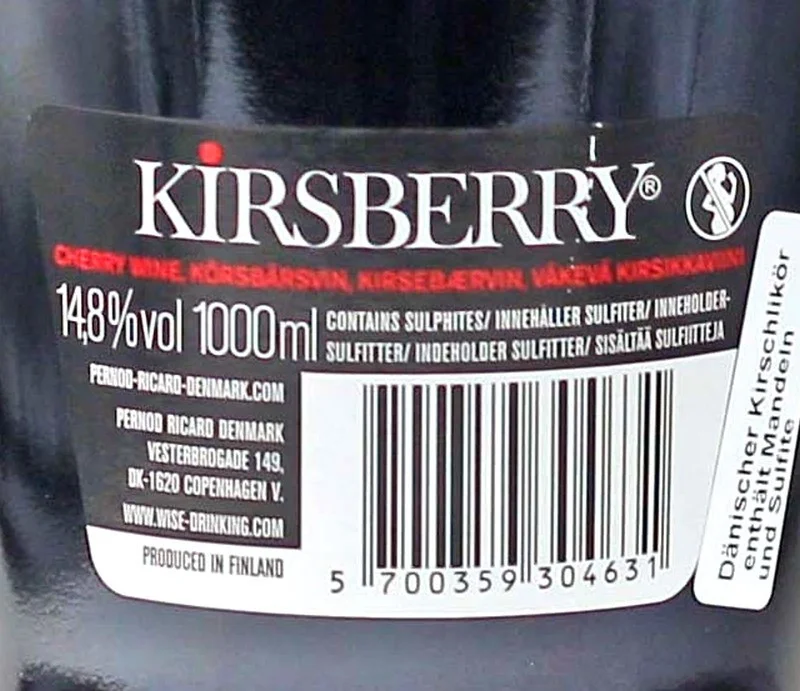 KIRSBERRY®
CHERRY WINE, KÖRSBÄRSVIN, KIRSEBÆRVIN, VÄKEVÄ KIRSIKKAVIINI
14,8%vol 1000ml
CONTAINS SULPHITES/ INNEHÅLLER SULFITER/ INNEHOLDER-
SULFITTER/ INDEHOLDER SULFITTER/ SISÄLTÄÄ SULFIITTEJA
PERNOD-RICARD-DENMARK.COM
PERNOD RICARD DENMARK
VESTERBROGADE 149,
DK-1620 COPENHAGEN V.
WWW.WISE-DRINKING.COM
PRODUCED IN FINLAND
5 700359 304631
Dänischer Kirschlikör
enthält Mandeln
und Sulfite